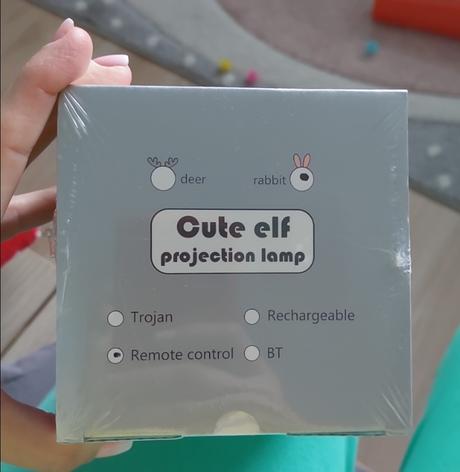 deer rabbit
Cute elf
projection lamp
Trojan Rechargeable
Remote control BT